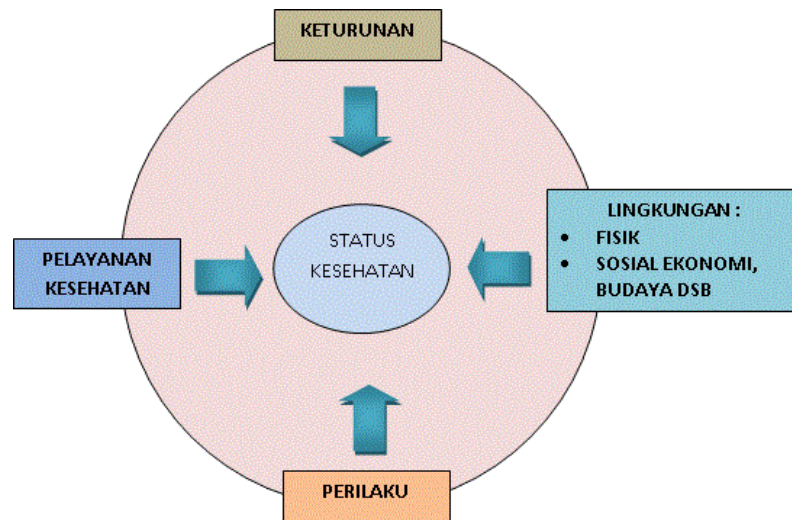 KETURUNAN
PELAYANAN
KESEHATAN
STATUS
KESEHATAN
LINGKUNGAN :
• FISIK
• SOSIAL EKONOMI,
BUDAYA DSB
PERILAKU